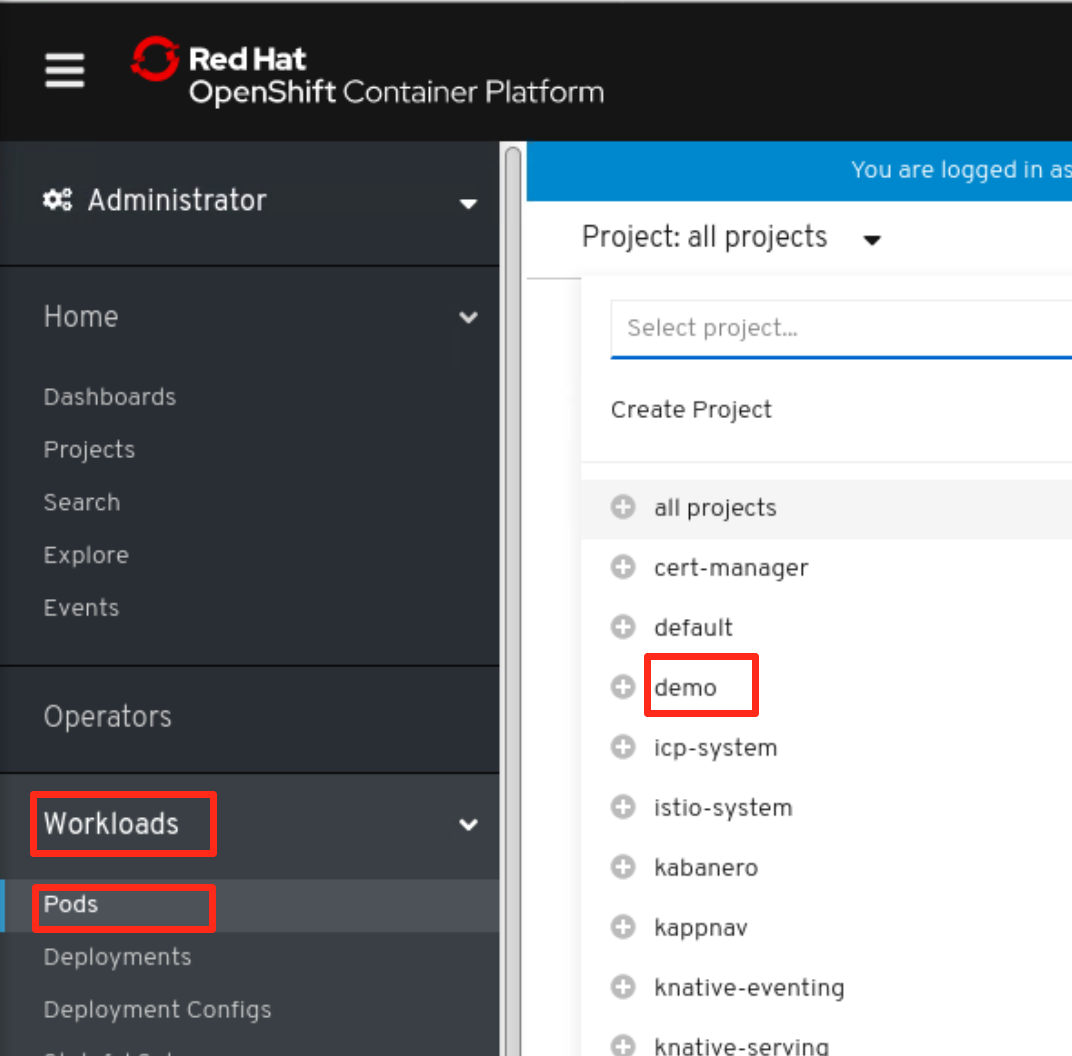 Red Hat
OpenShift Container Platform
Administrator
Home
Dashboards
Projects
Search
Explore
Events
Operators
Workloads
Pods
Deployments
Deployment Configs
You are logged in as
Project: all projects
Select project...
Create Project
all projects
cert-manager
default
demo
icp-system
istio-system
kabanero
kappnav
knative-eventing
knative-serving